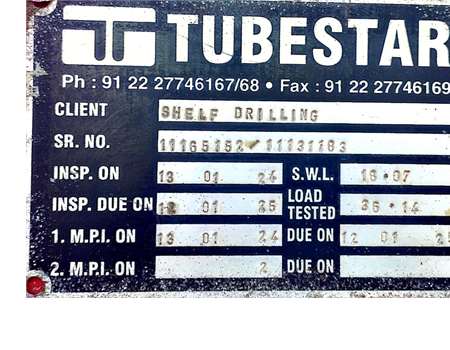 TUBESTAR
Ph : 91 22 27746167/68 • Fax : 91 22 27746169
CLIENT SHELF DRILLING
SR. NO. 11165152/11131183
INSP. ON 13 01 24 S.W.L. 18.07
INSP. DUE ON 12 01 25 LOAD TESTED 36.14
1. M.P.I. ON 13 01 24 DUE ON 12 01 25
2. M.P.I. ON 2 DUE ON